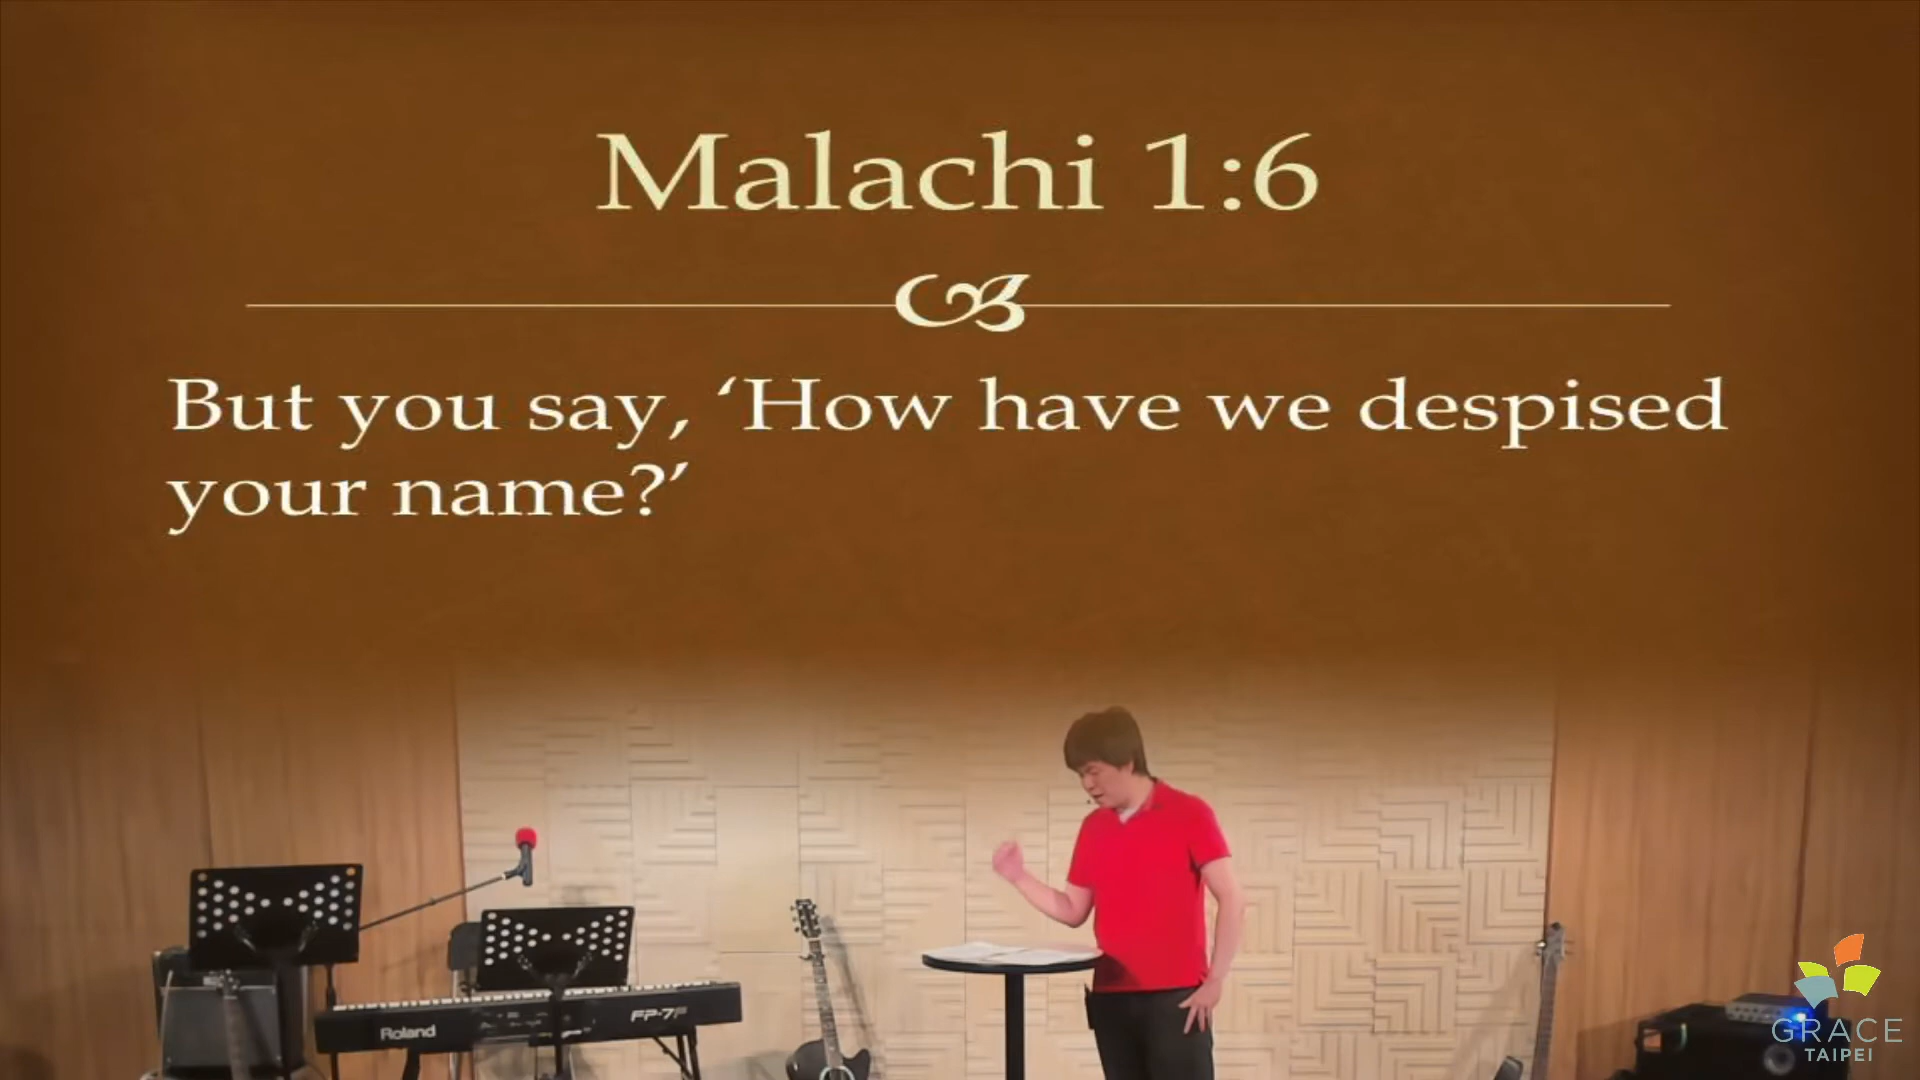 Malachi 1:6
But you say, ‘How have we despised
your name?’
Roland
FP-7F
GRACE
TAIPEI